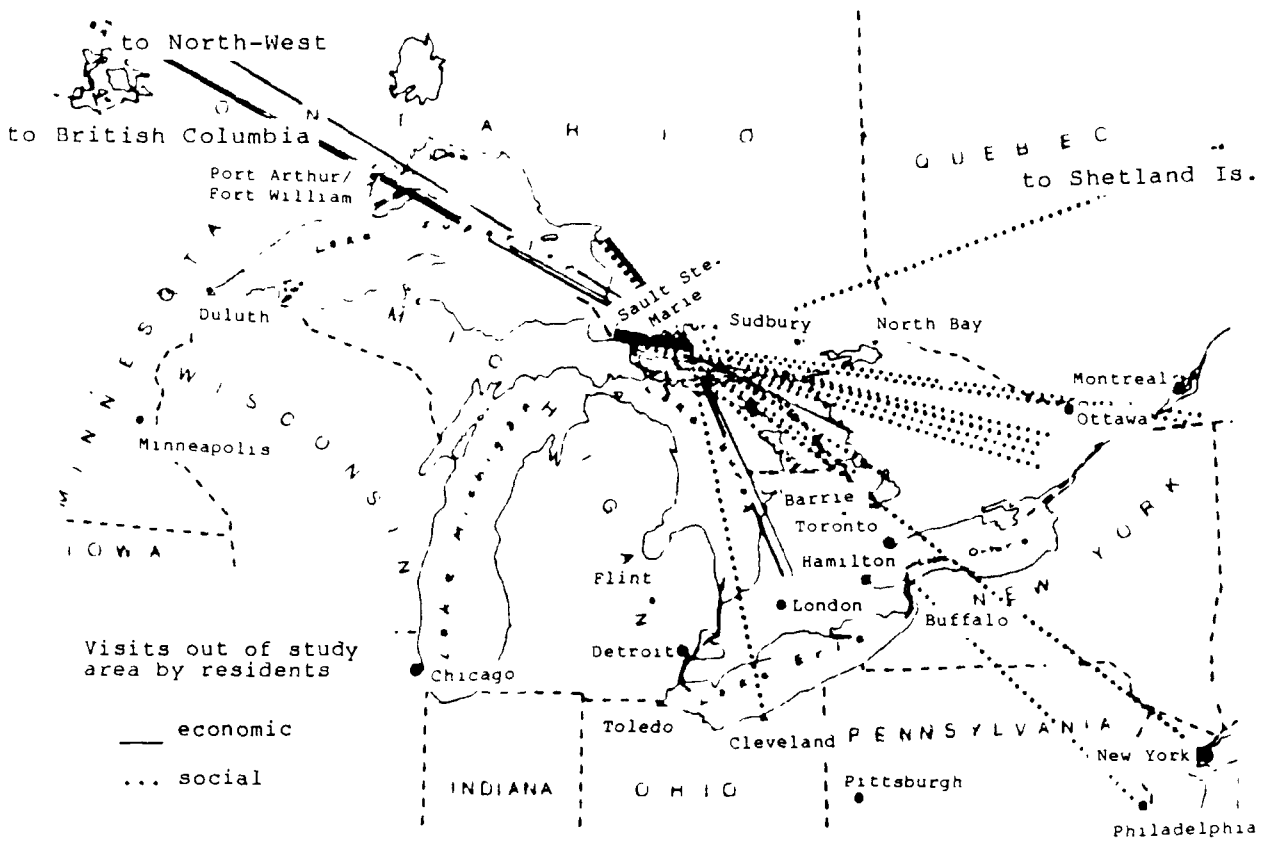 to North-West
to British Columbia
O N A R I O
QUEBEC
to Shetland Is.
Port Arthur/
Fort William
Sault Ste.
Marie
Sudbury
North Bay
Duluth
Montreal
Ottawa
MINNESOTA
WISCONSIN
Minneapolis
IOWA
Barrie
Toronto
Hamilton
NEW YORK
Flint
London
Buffalo
Detroit
Chicago
Visits out of study
area by residents
economic
social
Toledo
Cleveland
PENNSYLVANIA
New York
INDIANA
OHIO
Pittsburgh
Philadelphia